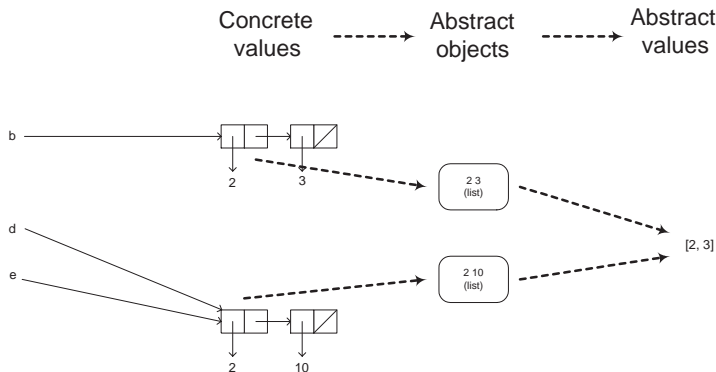 Concrete
values
Abstract
objects
Abstract
values
b
2
3
2 3
(list)
d
[2, 3]
e
2 10
(list)
2
10